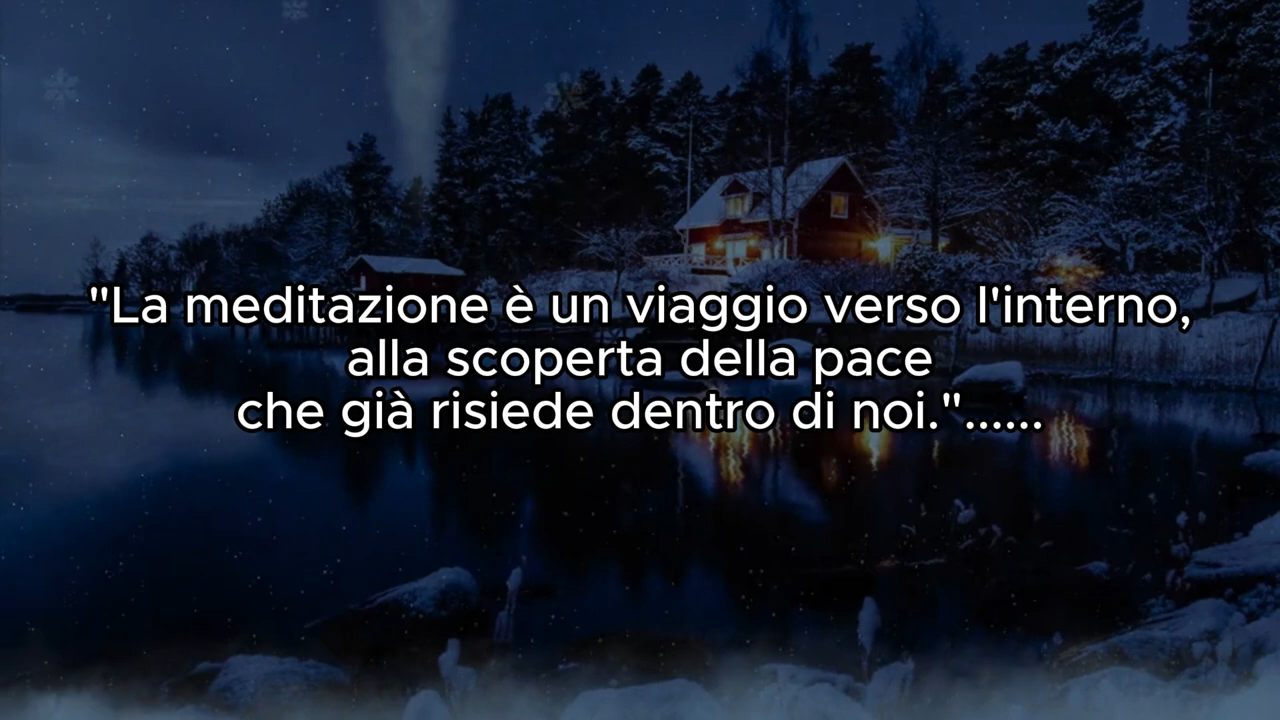 "La meditazione è un viaggio verso l'interno,
alla scoperta della pace
che già risiede dentro di noi."......